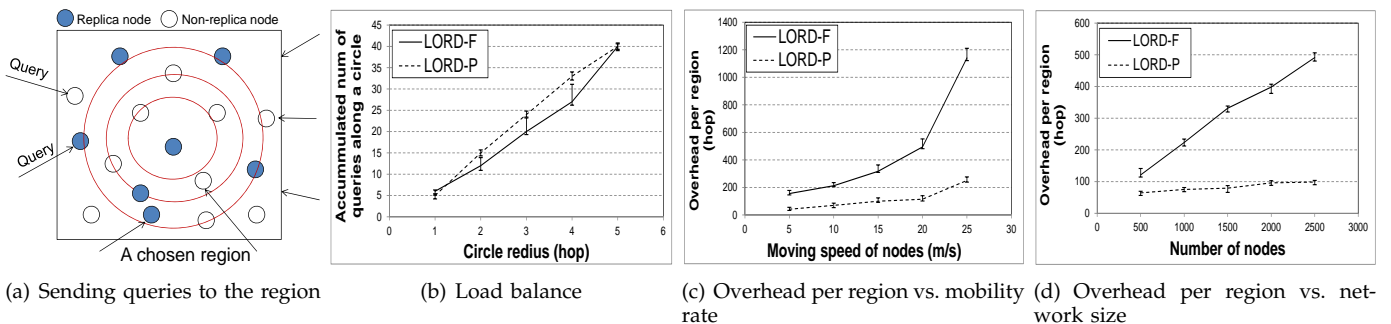 Replica node
Non-replica node
Query
Query
A chosen region
(a) Sending queries to the region
Accummulated num of
queries along a circle
45
40
35
30
25
20
15
10
5
0
LORD-F
LORD-P
0 1 2 3 4 5 6
Circle redius (hop)
(b) Load balance
Overhead per region
(hop)
1400
1200
1000
800
600
400
200
0
LORD-F
LORD-P
0 5 10 15 20 25 30
Moving speed of nodes (m/s)
(c) Overhead per region vs. mobility
rate
Overhead per region
(hop)
600
500
400
300
200
100
0
LORD-F
LORD-P
0 500 1000 1500 2000 2500 3000
Number of nodes
(d) Overhead per region vs. net-
work size